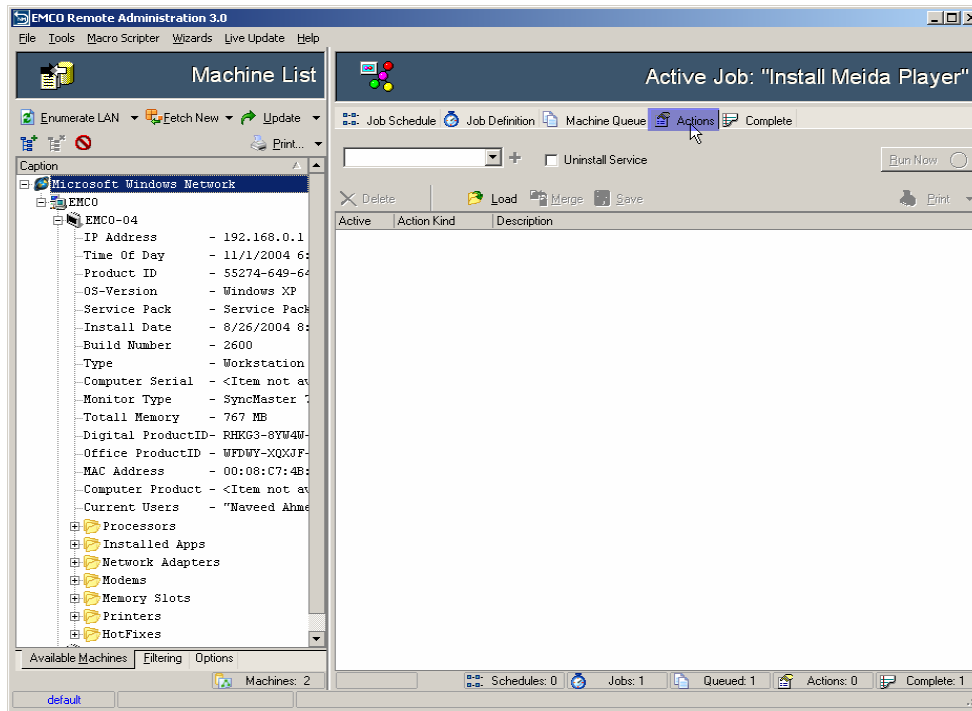 EMCO Remote Administration 3.0
File Tools Macro Scripter Wizards Live Update Help
Machine List
Active Job: "Install Meida Player"
Enumerate LAN Fetch New Update
Print...
Job Schedule Job Definition Machine Queue Actions Complete
Uninstall Service
Run Now
Delete Load Merge Save Print
Active Action Kind Description
Caption
Microsoft Windows Network
EMCO
EMCO-04
IP Address - 192.168.0.1
Time Of Day - 11/1/2004 6:
Product ID - 55274-649-64
OS-Version - Windows XP
Service Pack - Service Pack
Install Date - 8/26/2004 8:
Build Number - 2600
Type - Workstation
Computer Serial - <Item not av
Monitor Type - SyncMaster 7
Totall Memory - 767 MB
Digital ProductID- RHKG3-8YW4W-
Office ProductID - WFDWY-XQXJF-
MAC Address - 00:08:C7:4B:
Computer Product - <Item not av
Current Users - "Naveed Ahme
Processors
Installed Apps
Network Adapters
Modems
Memory Slots
Printers
HotFixes
Available Machines Filtering Options
Machines: 2
Schedules: 0 Jobs: 1 Queued: 1 Actions: 0 Complete: 1
default